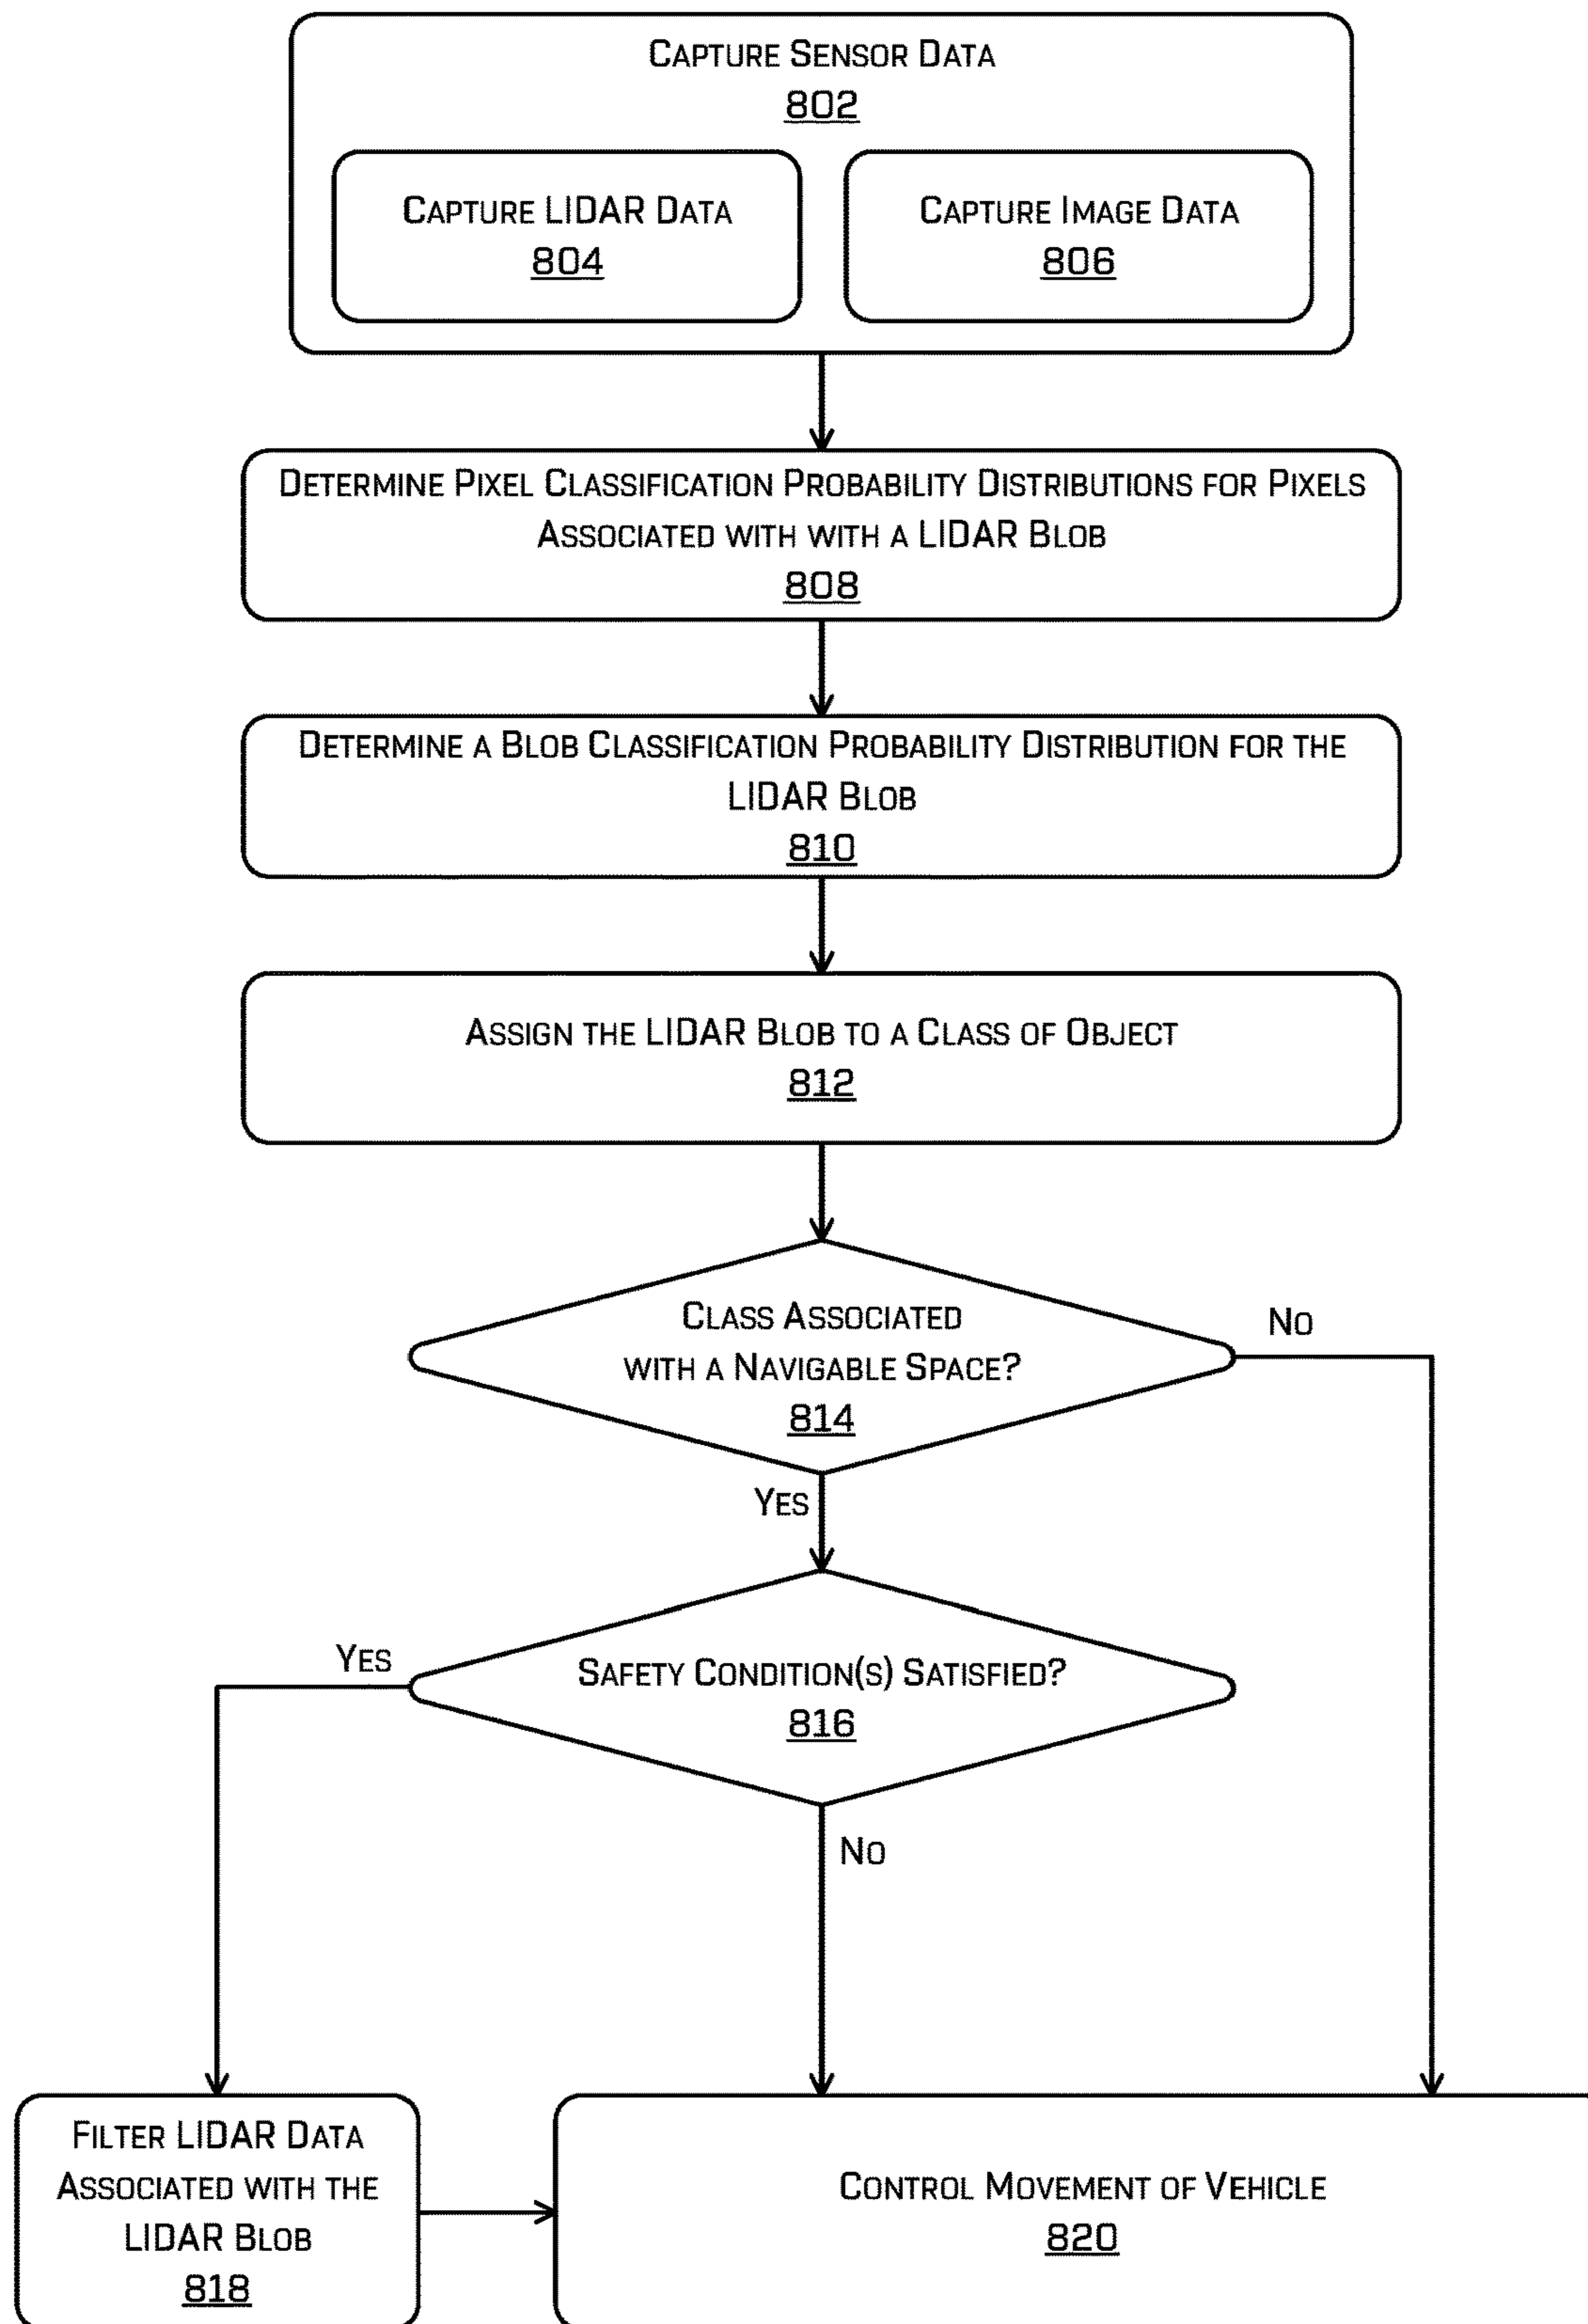 Capture Sensor Data
802
Capture LIDAR Data
804
Capture Image Data
806
Determine Pixel Classification Probability Distributions for Pixels
Associated with with a LIDAR Blob
808
Determine a Blob Classification Probability Distribution for the
LIDAR Blob
810
Assign the LIDAR Blob to a Class of Object
812
Class Associated
with a Navigable Space?
814
No
Yes
Safety Condition(s) Satisfied?
816
Yes
No
Filter LIDAR Data
Associated with the
LIDAR Blob
818
Control Movement of Vehicle
820